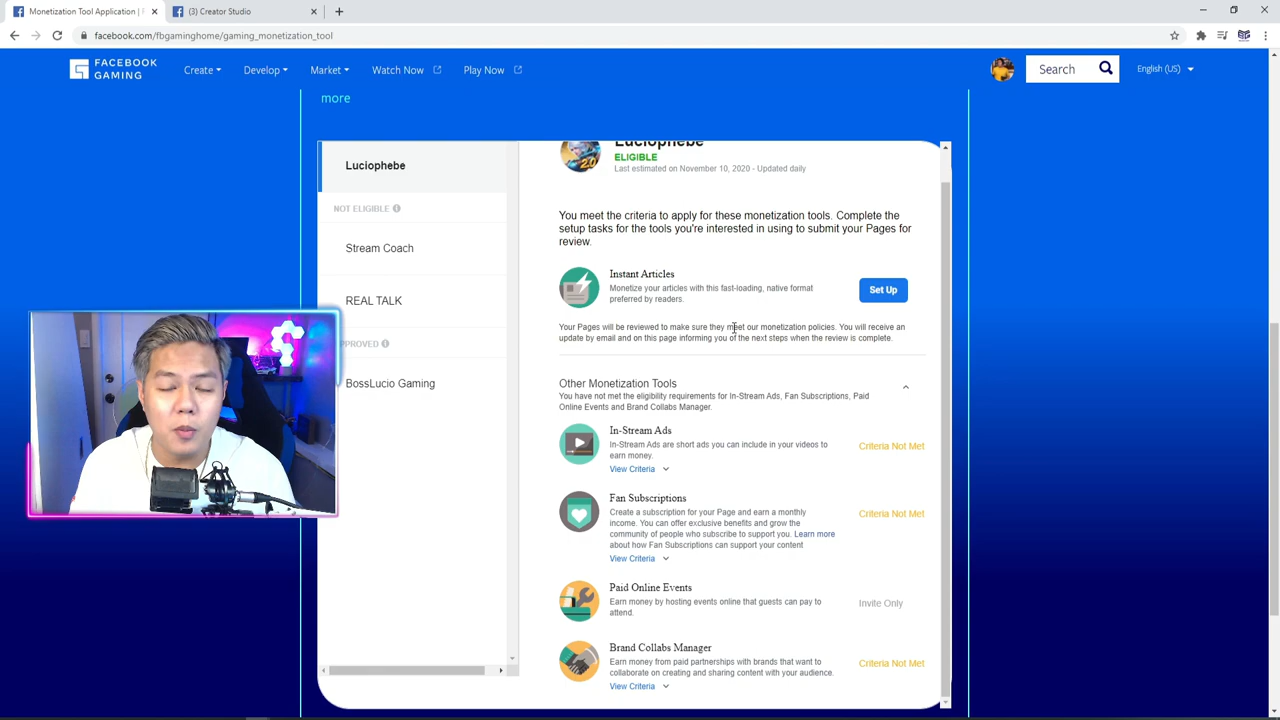 Monetization Tool Application |
(3) Creator Studio
facebook.com/fbgaminghome/gaming_monetization_tool
FACEBOOK
GAMING
Create
Develop
Market
Watch Now
Play Now
Search
English (US)
more
Luciophebe
NOT ELIGIBLE
Stream Coach
REAL TALK
PROVED
BossLucio Gaming
Luciophebe
20
ELIGIBLE
Last estimated on November 10, 2020 - Updated daily
You meet the criteria to apply for these monetization tools. Complete the
setup tasks for the tools you're interested in using to submit your Pages for
review.
Instant Articles
Monetize your articles with this fast-loading, native format
preferred by readers.
Set Up
Your Pages will be reviewed to make sure they meet our monetization policies. You will receive an
update by email and on this page informing you of the next steps when the review is complete.
Other Monetization Tools
You have not met the eligibility requirements for In-Stream Ads, Fan Subscriptions, Paid
Online Events and Brand Collabs Manager.
In-Stream Ads
In-Stream Ads are short ads you can include in your videos to
earn money.
View Criteria
Criteria Not Met
Fan Subscriptions
Create a subscription for your Page and earn a monthly
income. You can offer exclusive benefits and grow the
community of people who subscribe to support you. Learn more
about how Fan Subscriptions can support your content
View Criteria
Criteria Not Met
Paid Online Events
Earn money by hosting events online that guests can pay to
attend.
Invite Only
Brand Collabs Manager
Earn money from paid partnerships with brands that want to
collaborate on creating and sharing content with your audience.
View Criteria
Criteria Not Met